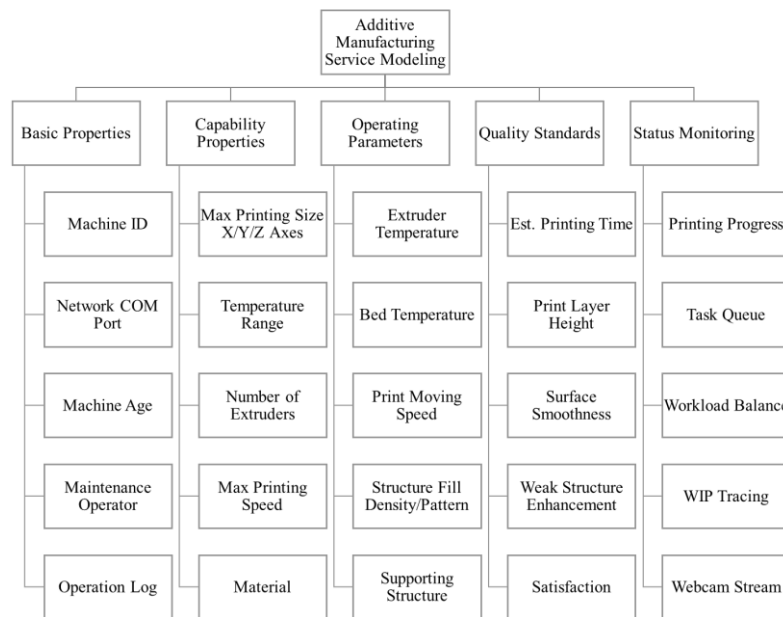 Additive
Manufacturing
Service Modeling
Basic Properties
Capability
Properties
Operating
Parameters
Quality Standards
Status Monitoring
Machine ID
Max Printing Size
X/Y/Z Axes
Extruder
Temperature
Est. Printing Time
Printing Progress
Network COM
Port
Temperature
Range
Bed Temperature
Print Layer
Height
Task Queue
Machine Age
Number of
Extruders
Print Moving
Speed
Surface
Smoothness
Workload Balance
Maintenance
Operator
Max Printing
Speed
Structure Fill
Density/Pattern
Weak Structure
Enhancement
WIP Tracing
Operation Log
Material
Supporting
Structure
Satisfaction
Webcam Stream